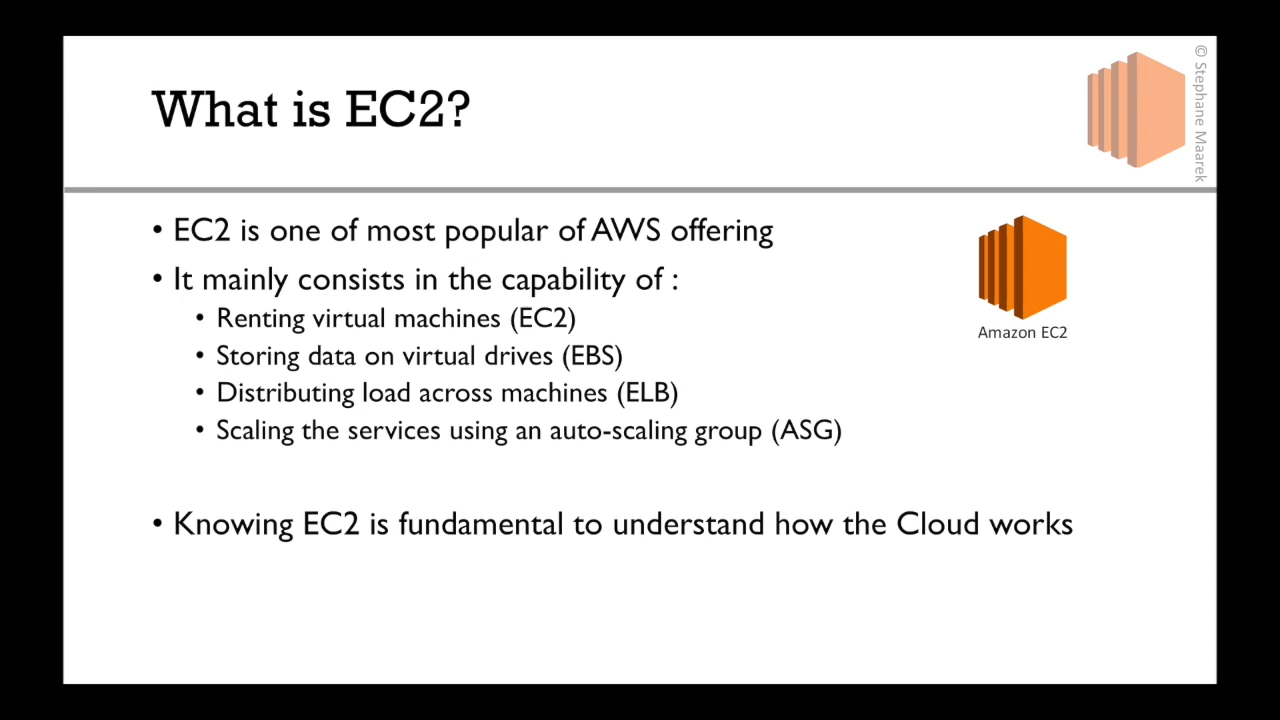 What is EC2?
© Stephane Maarek
• EC2 is one of most popular of AWS offering
• It mainly consists in the capability of :
• Renting virtual machines (EC2)
• Storing data on virtual drives (EBS)
• Distributing load across machines (ELB)
• Scaling the services using an auto-scaling group (ASG)
Amazon EC2
• Knowing EC2 is fundamental to understand how the Cloud works